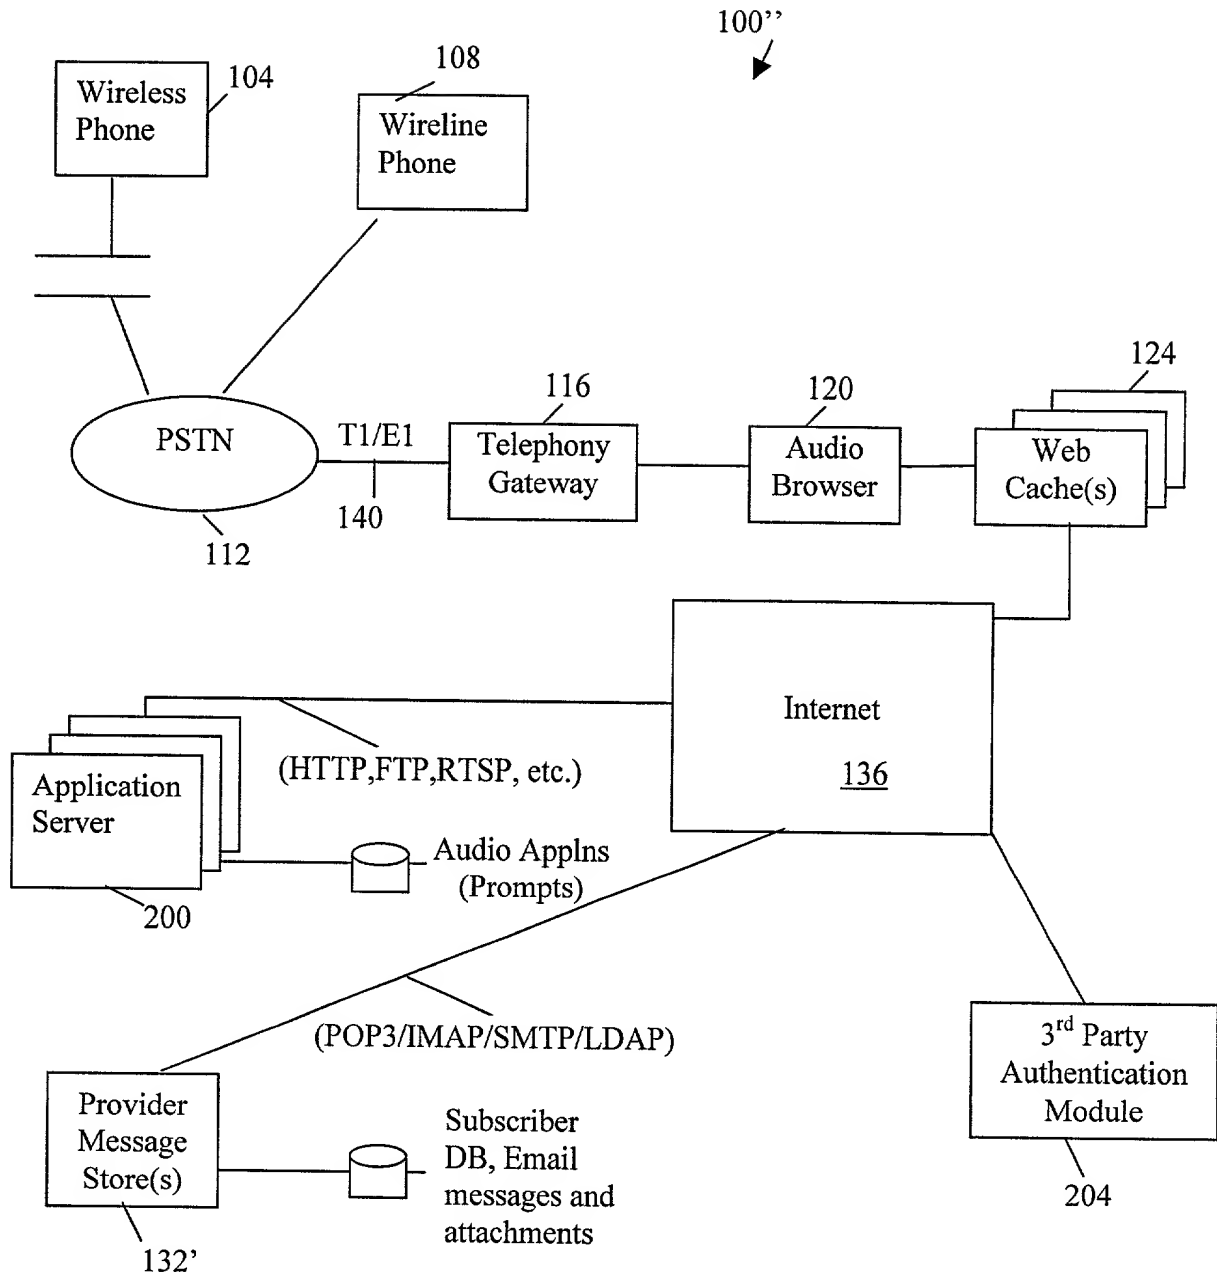 100’’
104
Wireless
Phone
108
Wireline
Phone
PSTN
112
T1/E1
140
116
Telephony
Gateway
120
Audio
Browser
124
Web
Cache(s)
Internet
136
(HTTP,FTP,RTSP, etc.)
Application
Server
200
Audio Applns
(Prompts)
(POP3/IMAP/SMTP/LDAP)
3rd Party
Authentication
Module
204
Provider
Message
Store(s)
132’
Subscriber
DB, Email
messages and
attachments